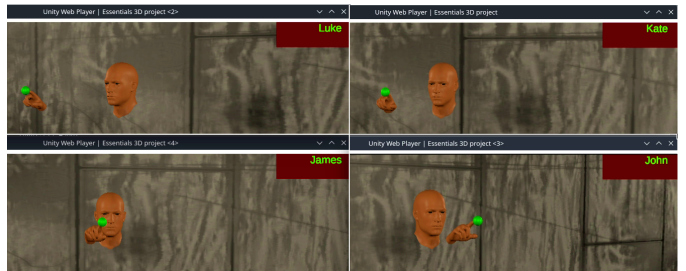 Unity Web Player | Essentials 3D project <2>
Luke
Unity Web Player | Essentials 3D project
Kate
Unity Web Player | Essentials 3D project <4>
James
Unity Web Player | Essentials 3D project <3>
John